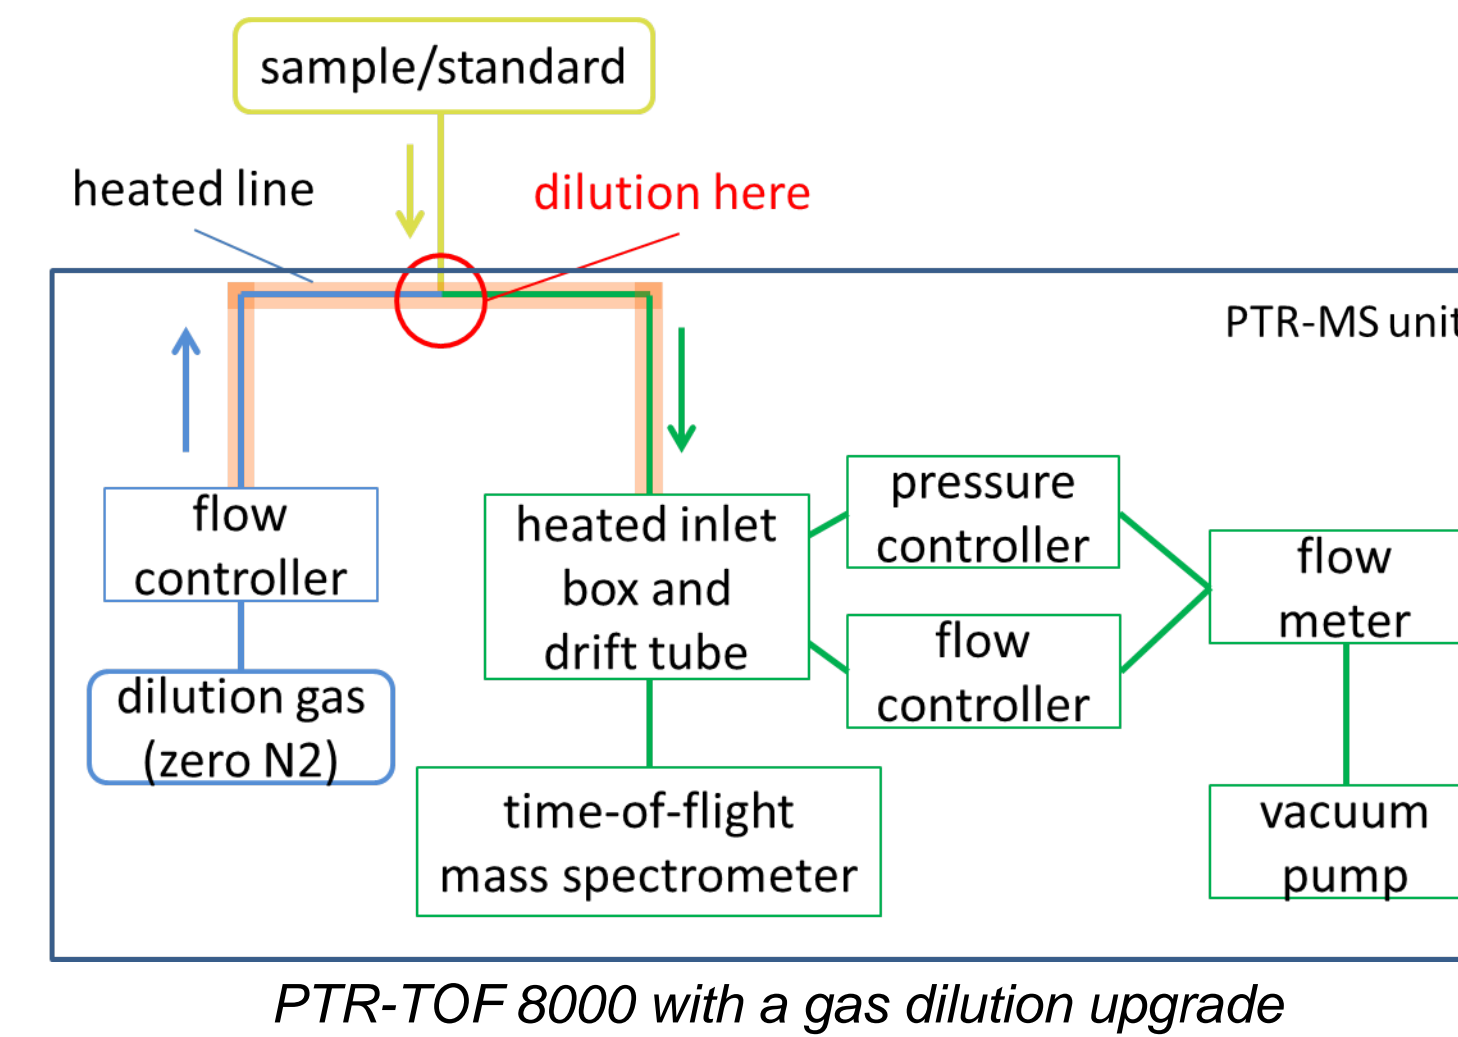 sample/standard
heated line
dilution here
PTR-MS unit
flow
controller
heated inlet
box and
drift tube
pressure
controller
flow
controller
flow
meter
dilution gas
(zero N2)
time-of-flight
mass spectrometer
vacuum
pump
PTR-TOF 8000 with a gas dilution upgrade